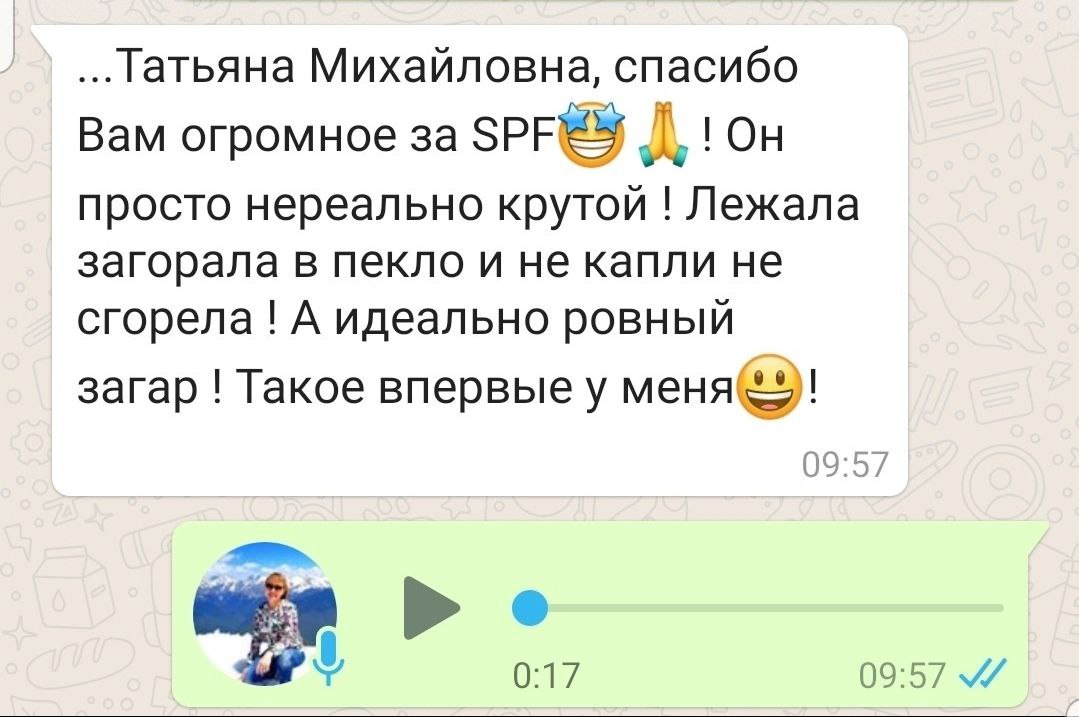 ...Татьяна Михайловна, спасибо
Вам огромное за SPF🤩🙏 ! Он
просто нереально крутой ! Лежала
загорала в пекло и не капли не
сгорела ! А идеально ровный
загар ! Такое впервые у меня😃!
09:57
0:17 09:57